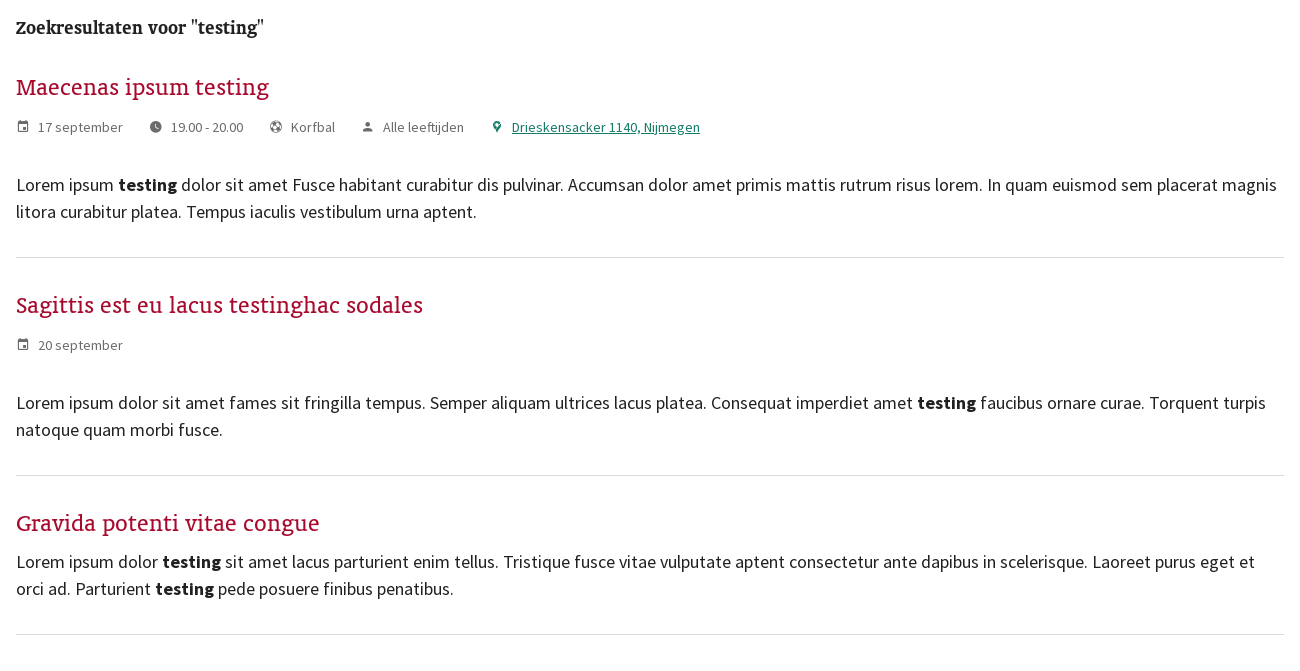 Zoekresultaten voor "testing"
Maecenas ipsum testing
17 september 19.00 - 20.00 Korfbal Alle leeftijden Drieskensacker 1140, Nijmegen
Lorem ipsum testing dolor sit amet Fusce habitant curabitur dis pulvinar. Accumsan dolor amet primis mattis rutrum risus lorem. In quam euismod sem placerat magnis
litora curabitur platea. Tempus iaculis vestibulum urna aptent.
Sagittis est eu lacus testinghac sodales
20 september
Lorem ipsum dolor sit amet fames sit fringilla tempus. Semper aliquam ultrices lacus platea. Consequat imperdiet amet testing faucibus ornare curae. Torquent turpis
natoque quam morbi fusce.
Gravida potenti vitae congue
Lorem ipsum dolor testing sit amet lacus parturient enim tellus. Tristique fusce vitae vulputate aptent consectetur ante dapibus in scelerisque. Laoreet purus eget et
orci ad. Parturient testing pede posuere finibus penatibus.